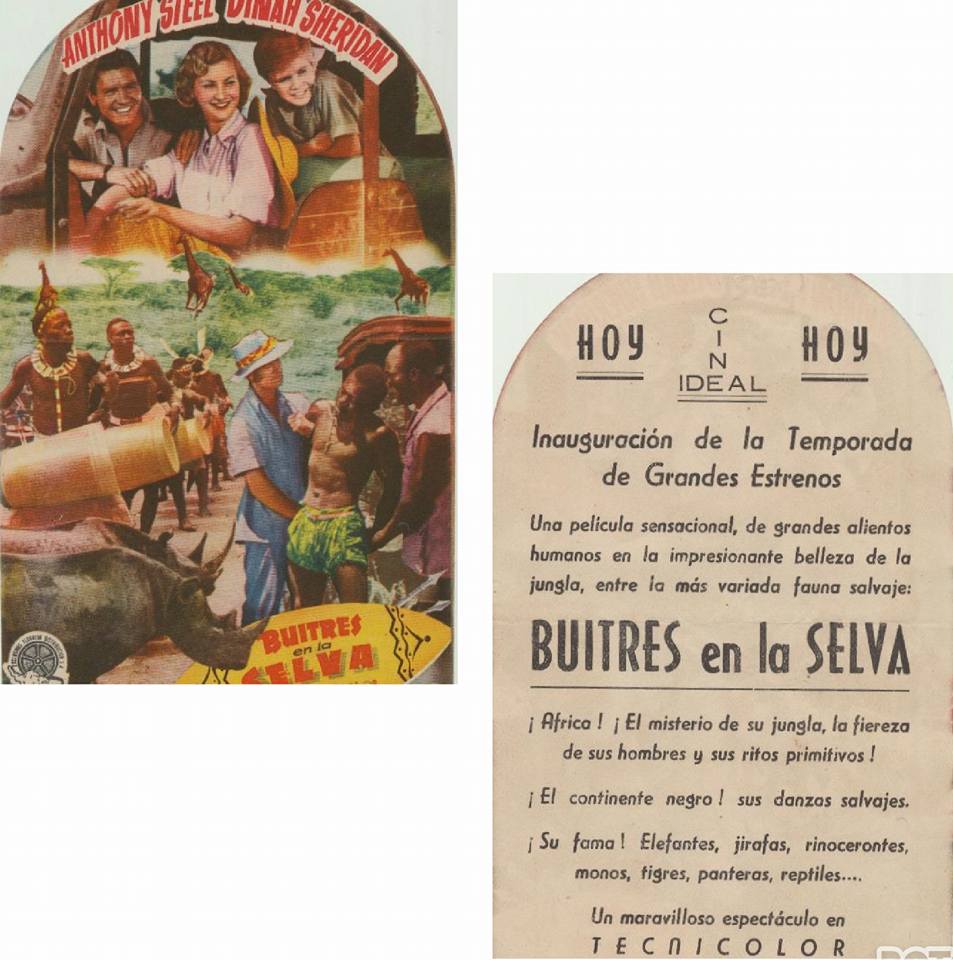 ANTHONY STEEL DINAH SHERIDAN
BUITRES
en la
SELVA
HOY
CINE IDEAL
HOY
Inauguración de la Temporada
de Grandes Estrenos
Una película sensacional, de grandes alientos
humanos en la impresionante belleza de la
jungla, entre la más variada fauna salvaje:
BUITRES en la SELVA
¡ Africa ! ¡ El misterio de su jungla, la fiereza
de sus hombres y sus ritos primitivos !
¡ El continente negro ! sus danzas salvajes.
¡ Su fama ! Elefantes, jirafas, rinocerontes,
monos, tigres, panteras, reptiles....
Un maravilloso espectáculo en
TECNICOLOR